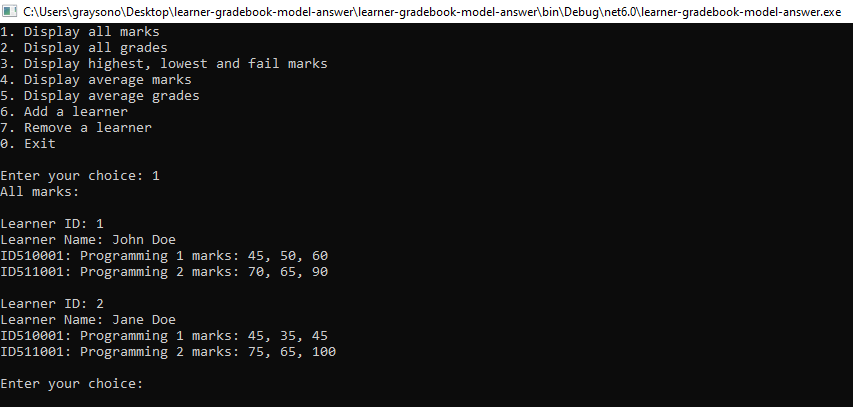 C:\Users\graysono\Desktop\learner-gradebook-model-answer\learner-gradebook-model-answer\bin\Debug\net6.0\learner-gradebook-model-answer.exe
1. Display all marks
2. Display all grades
3. Display highest, lowest and fail marks
4. Display average marks
5. Display average grades
6. Add a learner
7. Remove a learner
0. Exit
Enter your choice: 1
All marks:
Learner ID: 1
Learner Name: John Doe
ID510001: Programming 1 marks: 45, 50, 60
ID511001: Programming 2 marks: 70, 65, 90
Learner ID: 2
Learner Name: Jane Doe
ID510001: Programming 1 marks: 45, 35, 45
ID511001: Programming 2 marks: 75, 65, 100
Enter your choice: